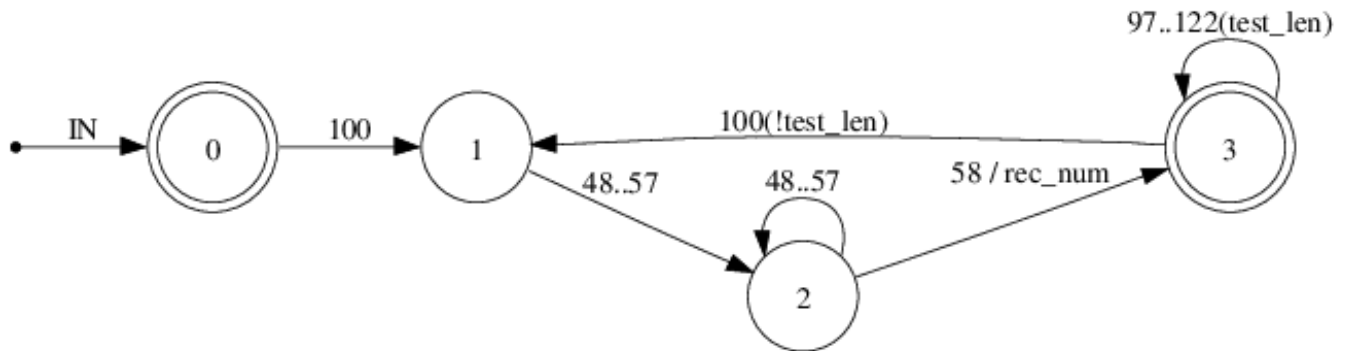 97..122(test_len)
IN
0
100
1
100(!test_len)
3
48..57
48..57
58 / rec_num
2